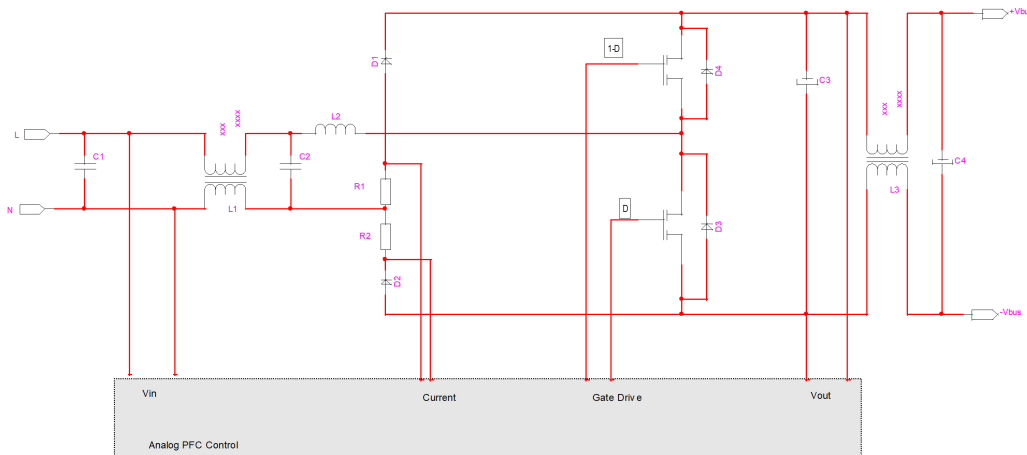 +Vbu
1-D
D1
D4
C3
xxx
xxxx
xxx
xxxx
L2
L
C1
C2
C4
R1
L3
N
L1
D
R2
D3
D2
-Vbus
Vin
Current
Gate Drive
Vout
Analog PFC Control